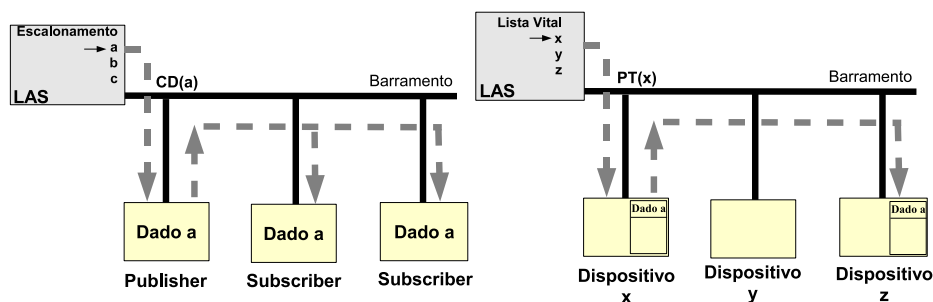 Escalonamento
a
b
c
LAS
CD(a)
Barramento
Dado a
Dado a
Dado a
Publisher
Subscriber
Subscriber
Lista Vital
x
y
z
LAS
PT(x)
Barramento
Dado a
Dado a
Dispositivo
x
Dispositivo
y
Dispositivo
z